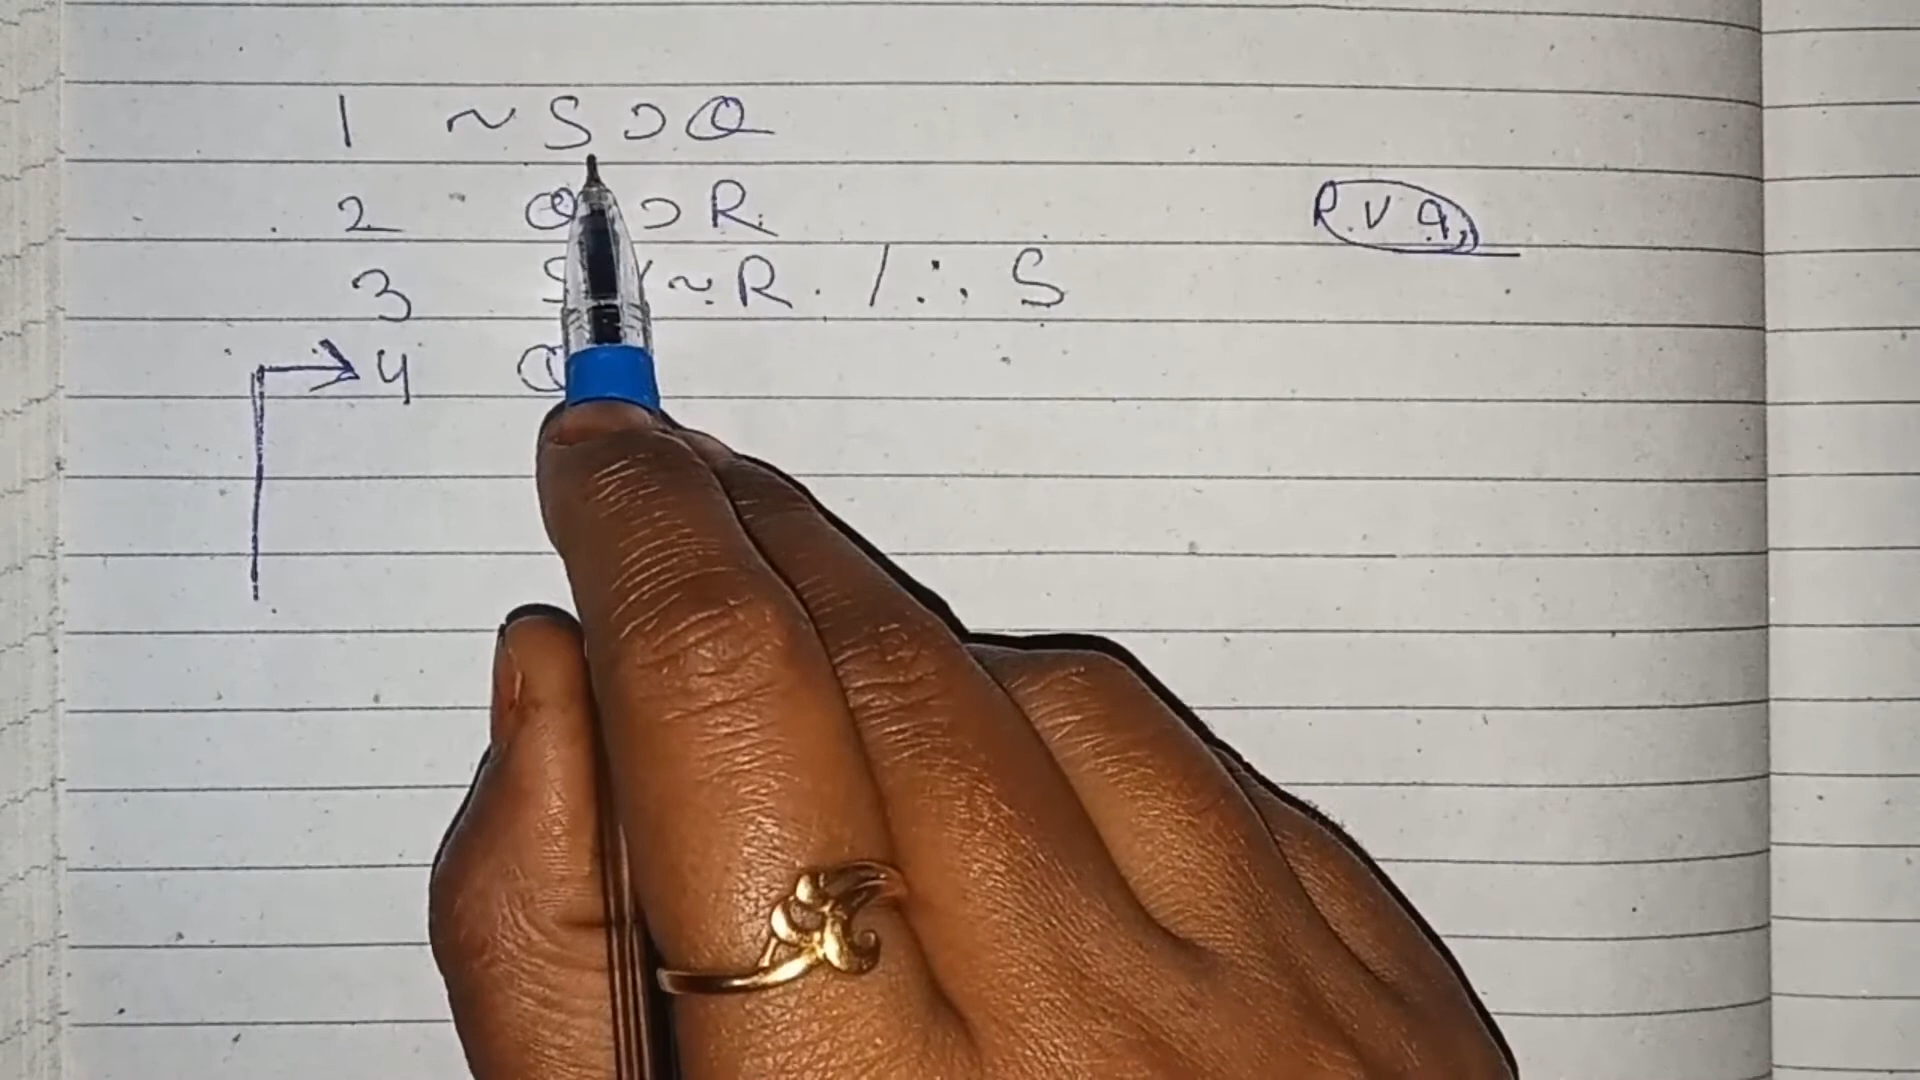 1 ~S⊃Q
2 Q⊃R
3 S ∨ ~R. / ∴ S
4 Q
R ∨ Q